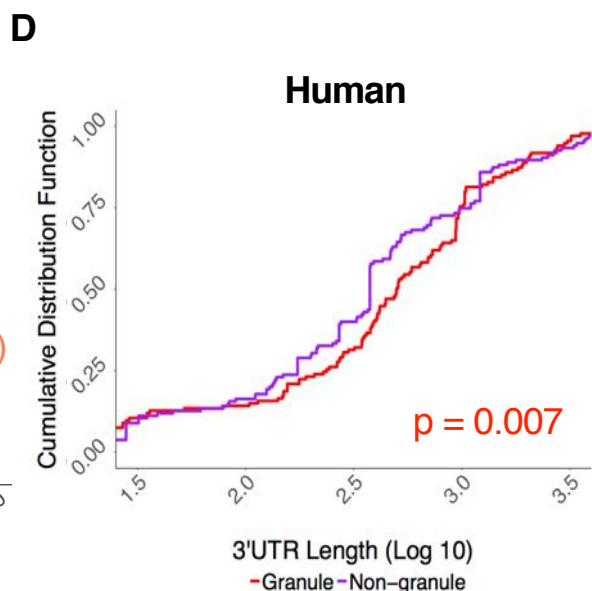 D
Human
Cumulative Distribution Function
1.00
0.75
0.50
0.25
0.00
)
p = 0.007
1.5
2.0
2.5
3.0
3.5
3'UTR Length (Log 10)
Granule
Non-granule